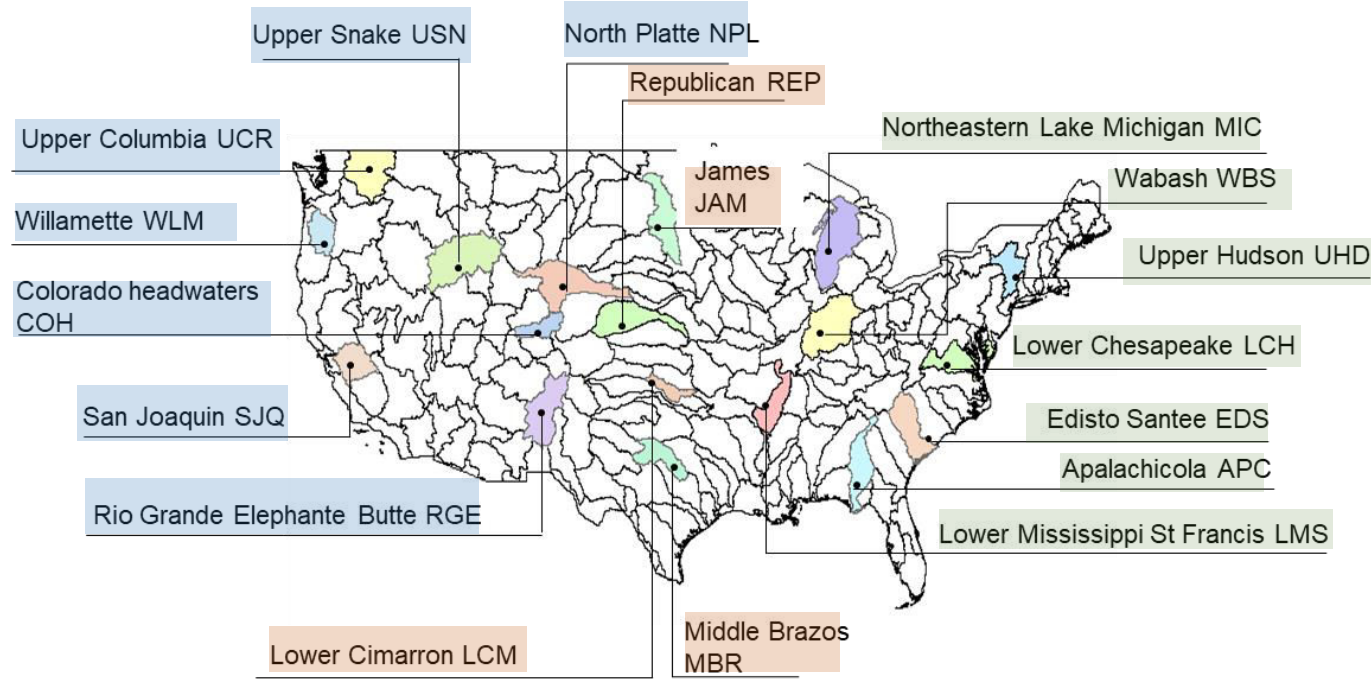 Upper Snake USN
North Platte NPL
Republican REP
Northeastern Lake Michigan MIC
Upper Columbia UCR
James
JAM
Wabash WBS
Willamette WLM
Upper Hudson UHD
Colorado headwaters
COH
Lower Chesapeake LCH
San Joaquin SJQ
Edisto Santee EDS
Apalachicola APC
Rio Grande Elephante Butte RGE
Lower Mississippi St Francis LMS
Lower Cimarron LCM
Middle Brazos
MBR